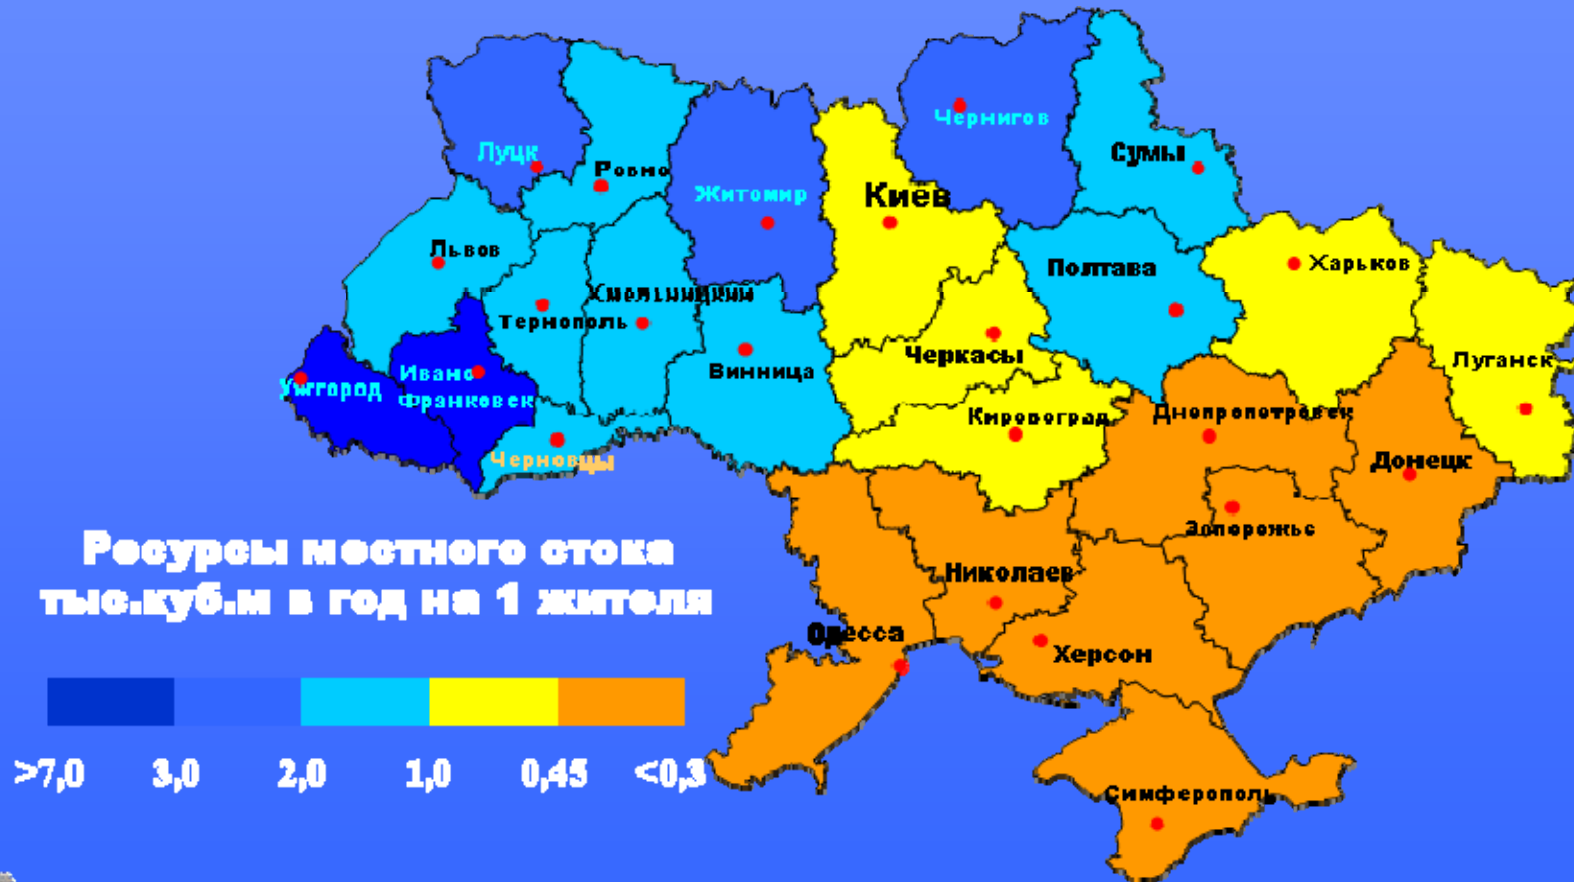 Чернигов
Сумы
Луцк
Ровно
Житомир
Киев
Львов
Полтава
Харьков
Хмельницкий
Тернополь
Черкасы
Винница
Луганск
Ужгород
Ивано
Франковск
Кировоград
Днепропетровск
Черновцы
Донецк
Запорожье
Ресурсы местного стока
тыс.куб.м в год на 1 жителя
Николаев
Одесса
Херсон
>7,0 3,0 2,0 1,0 0,45 <0,3
Симферополь